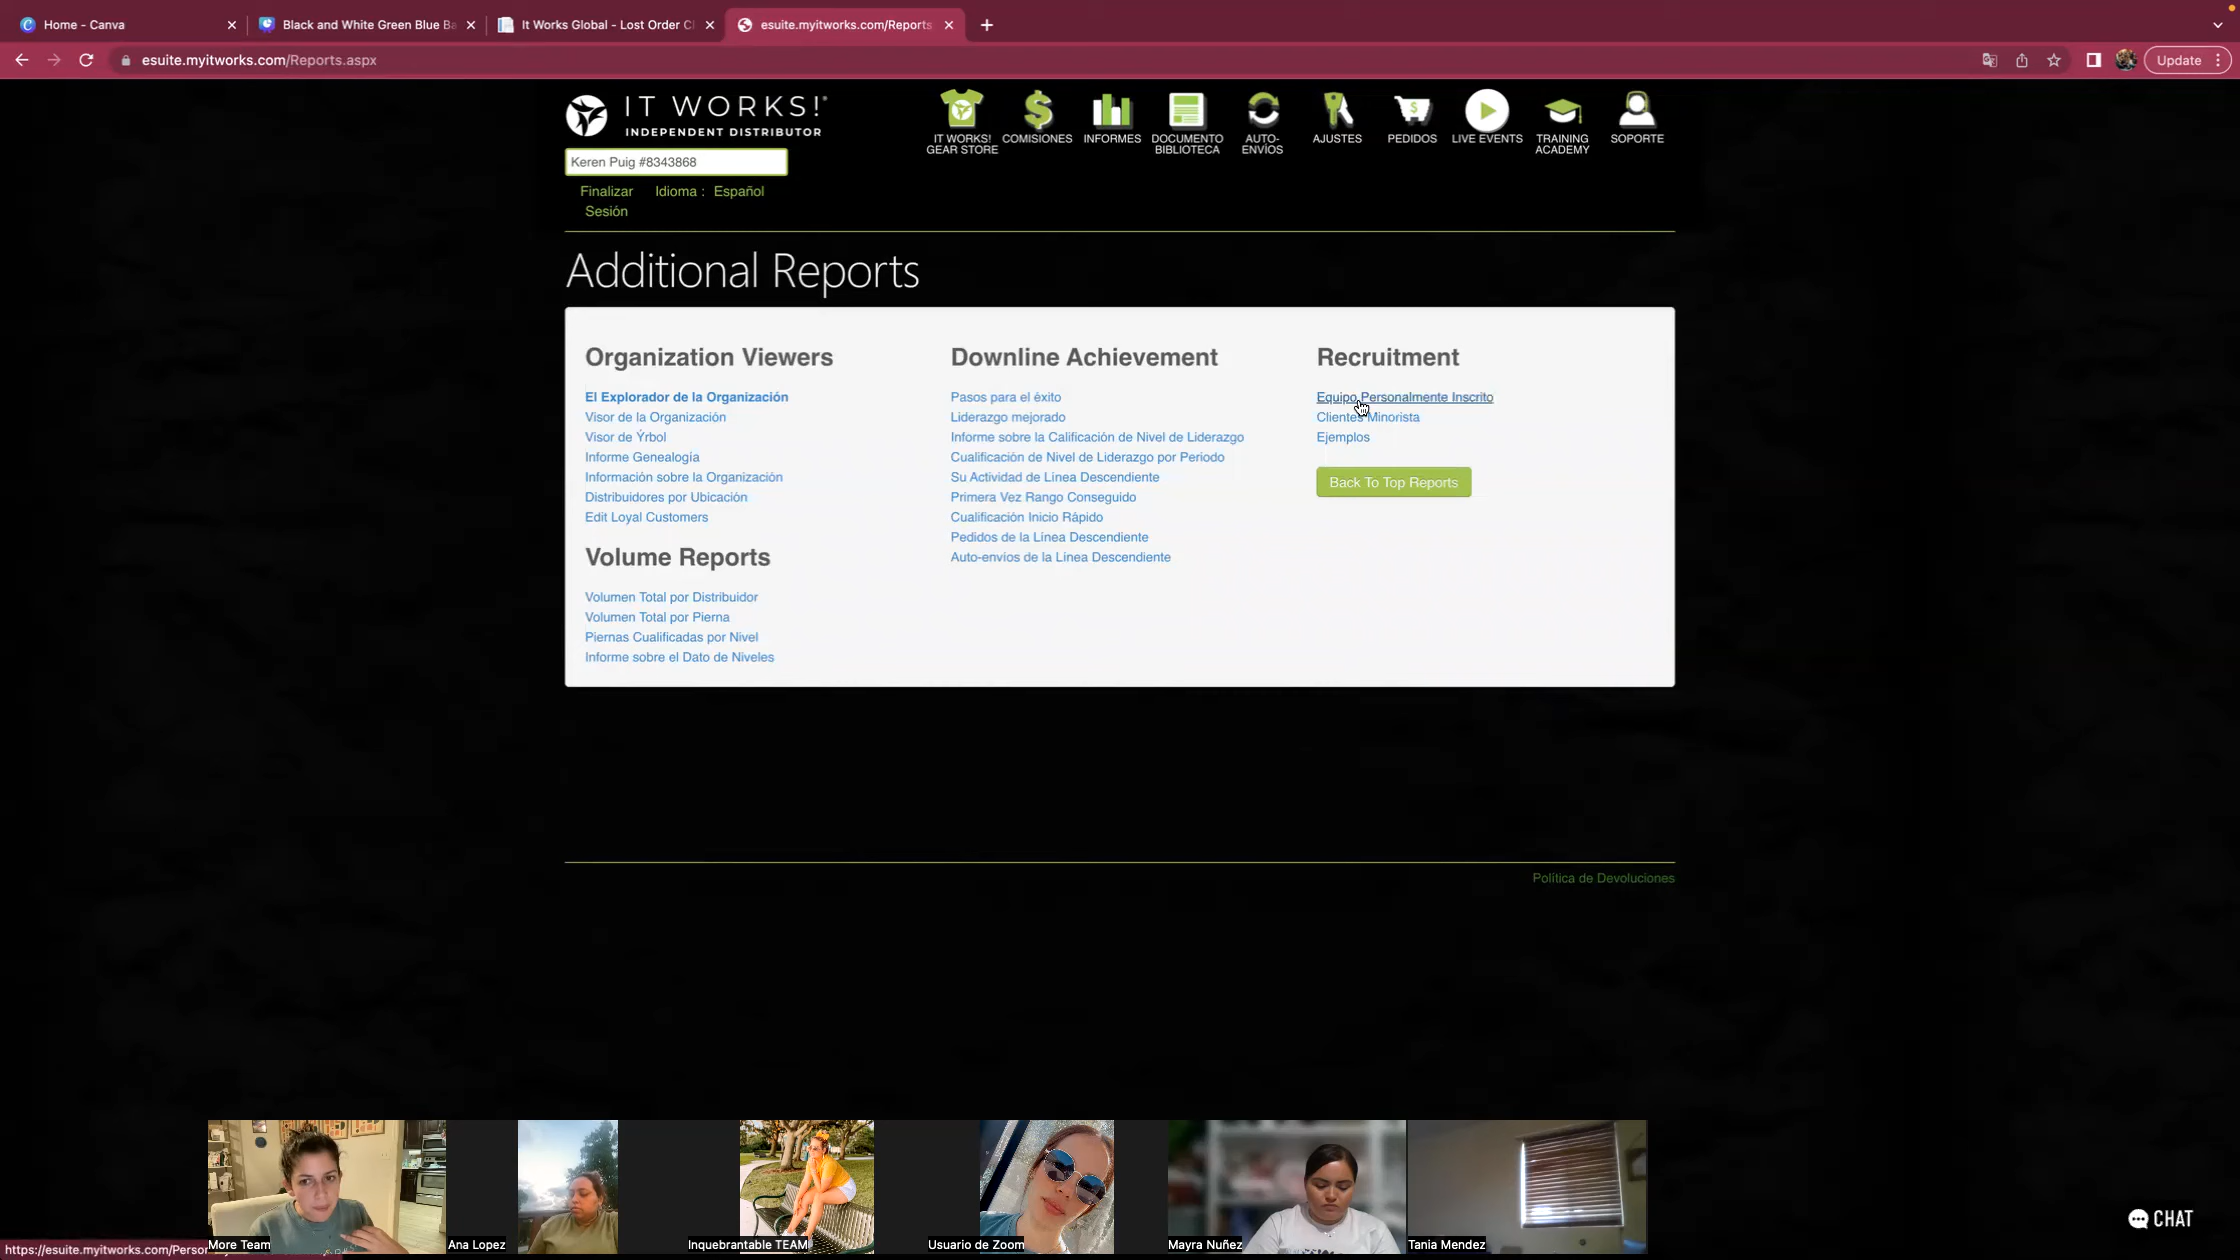 Home - Canva
Black and White Green Blue Ba
It Works Global - Lost Order C
esuite.myitworks.com/Reports.
esuite.myitworks.com/Reports.aspx
Update
IT WORKS!
INDEPENDENT DISTRIBUTOR
IT WORKS!
GEAR STORE
COMISIONES
INFORMES
DOCUMENTO
BIBLIOTECA
AUTO-
ENVÍOS
AJUSTES
PEDIDOS
LIVE EVENTS
TRAINING
ACADEMY
SOPORTE
Keren Puig #8343868
Finalizar
Sesión
Idioma : Español
Additional Reports
Organization Viewers
El Explorador de la Organización
Visor de la Organización
Visor de Ýrbol
Informe Genealogía
Información sobre la Organización
Distribuidores por Ubicación
Edit Loyal Customers
Volume Reports
Volumen Total por Distribuidor
Volumen Total por Pierna
Piernas Cualificadas por Nivel
Informe sobre el Dato de Niveles
Downline Achievement
Pasos para el éxito
Liderazgo mejorado
Informe sobre la Calificación de Nivel de Liderazgo
Cualificación de Nivel de Liderazgo por Periodo
Su Actividad de Línea Descendiente
Primera Vez Rango Conseguido
Cualificación Inicio Rápido
Pedidos de la Línea Descendiente
Auto-envíos de la Línea Descendiente
Recruitment
Equipo Personalmente Inscrito
Clientes Minorista
Ejemplos
Back To Top Reports
Política de Devoluciones
https://esuite.myitworks.com/Person
More Team
Ana Lopez
Inquebrantable TEAM
Usuario de Zoom
Mayra Nuñez
Tania Mendez
CHAT